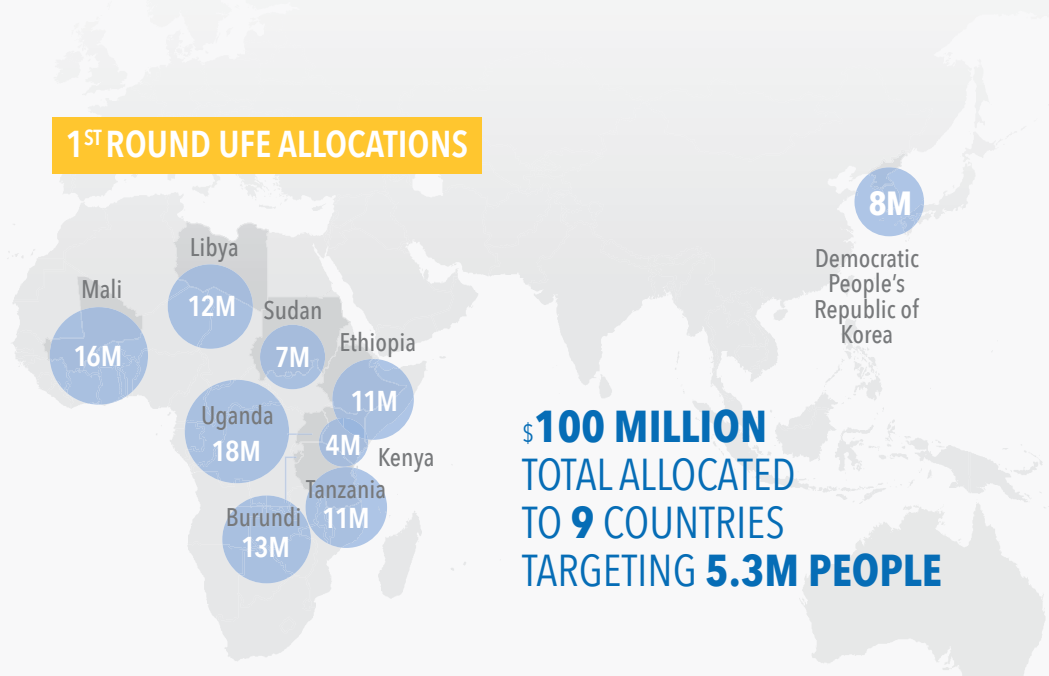 1ST ROUND UFE ALLOCATIONS
8M
Democratic
People’s
Republic of
Korea
Libya
12M
Mali
16M
Sudan
7M
Ethiopia
11M
Uganda
18M
4M
Kenya
Tanzania
11M
Burundi
13M
$100 MILLION
TOTAL ALLOCATED
TO 9 COUNTRIES
TARGETING 5.3M PEOPLE